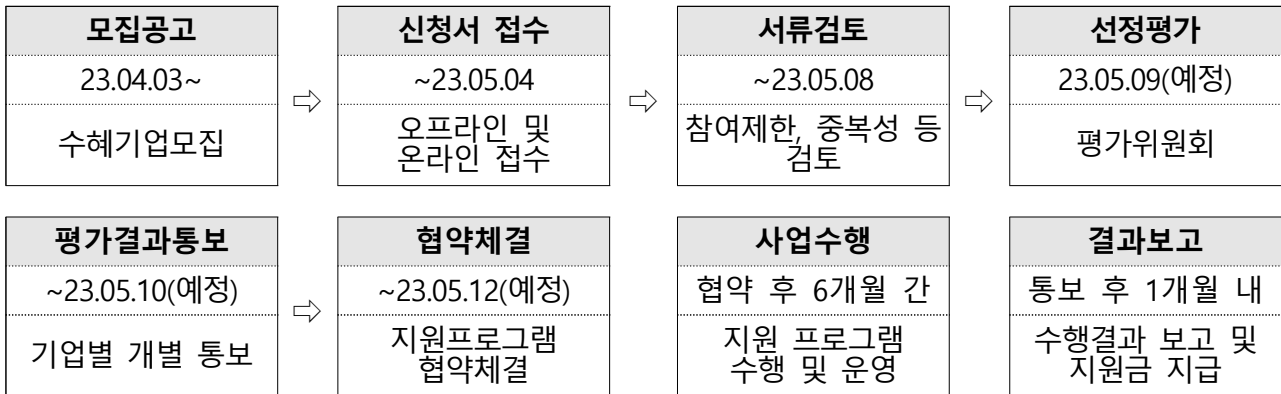 모집공고
23.04.03~
수혜기업모집
⇨
신청서 접수
~23.05.04
오프라인 및
온라인 접수
⇨
서류검토
~23.05.08
참여제한, 중복성 등
검토
⇨
선정평가
23.05.09(예정)
평가위원회
평가결과통보
~23.05.10(예정)
기업별 개별 통보
⇨
협약체결
~23.05.12(예정)
지원프로그램
협약체결
사업수행
협약 후 6개월 간
지원 프로그램
수행 및 운영
결과보고
통보 후 1개월 내
수행결과 보고 및
지원금 지급